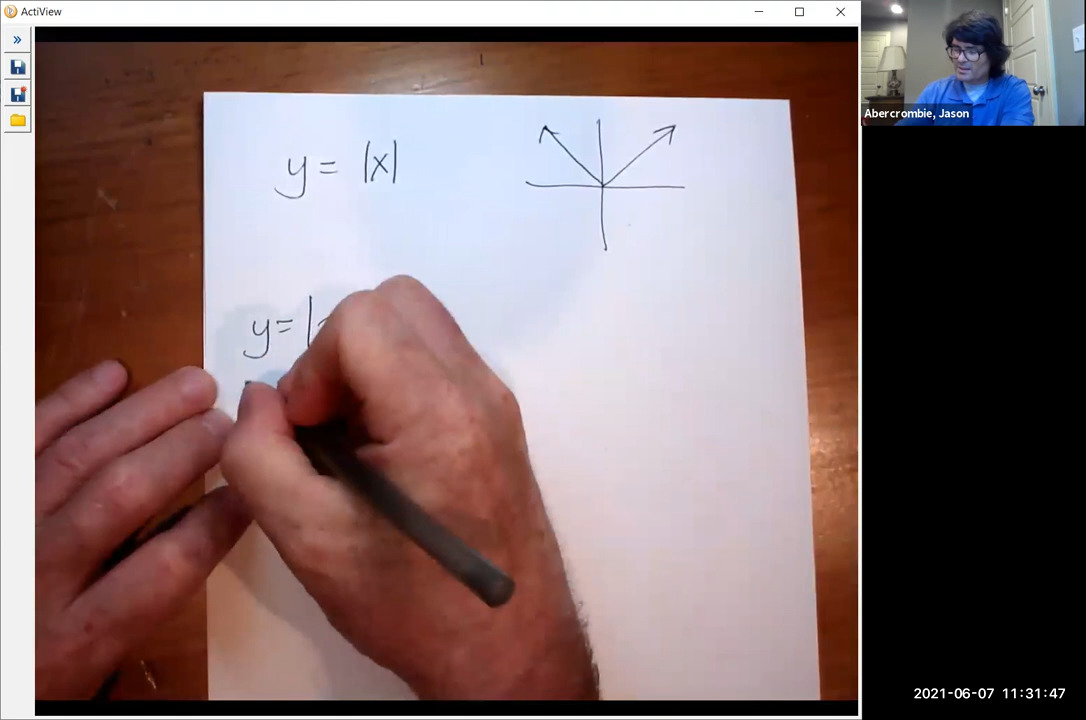 ActiView
y = |x|
y = |
Abercrombie, Jason
2021-06-07 11:31:47